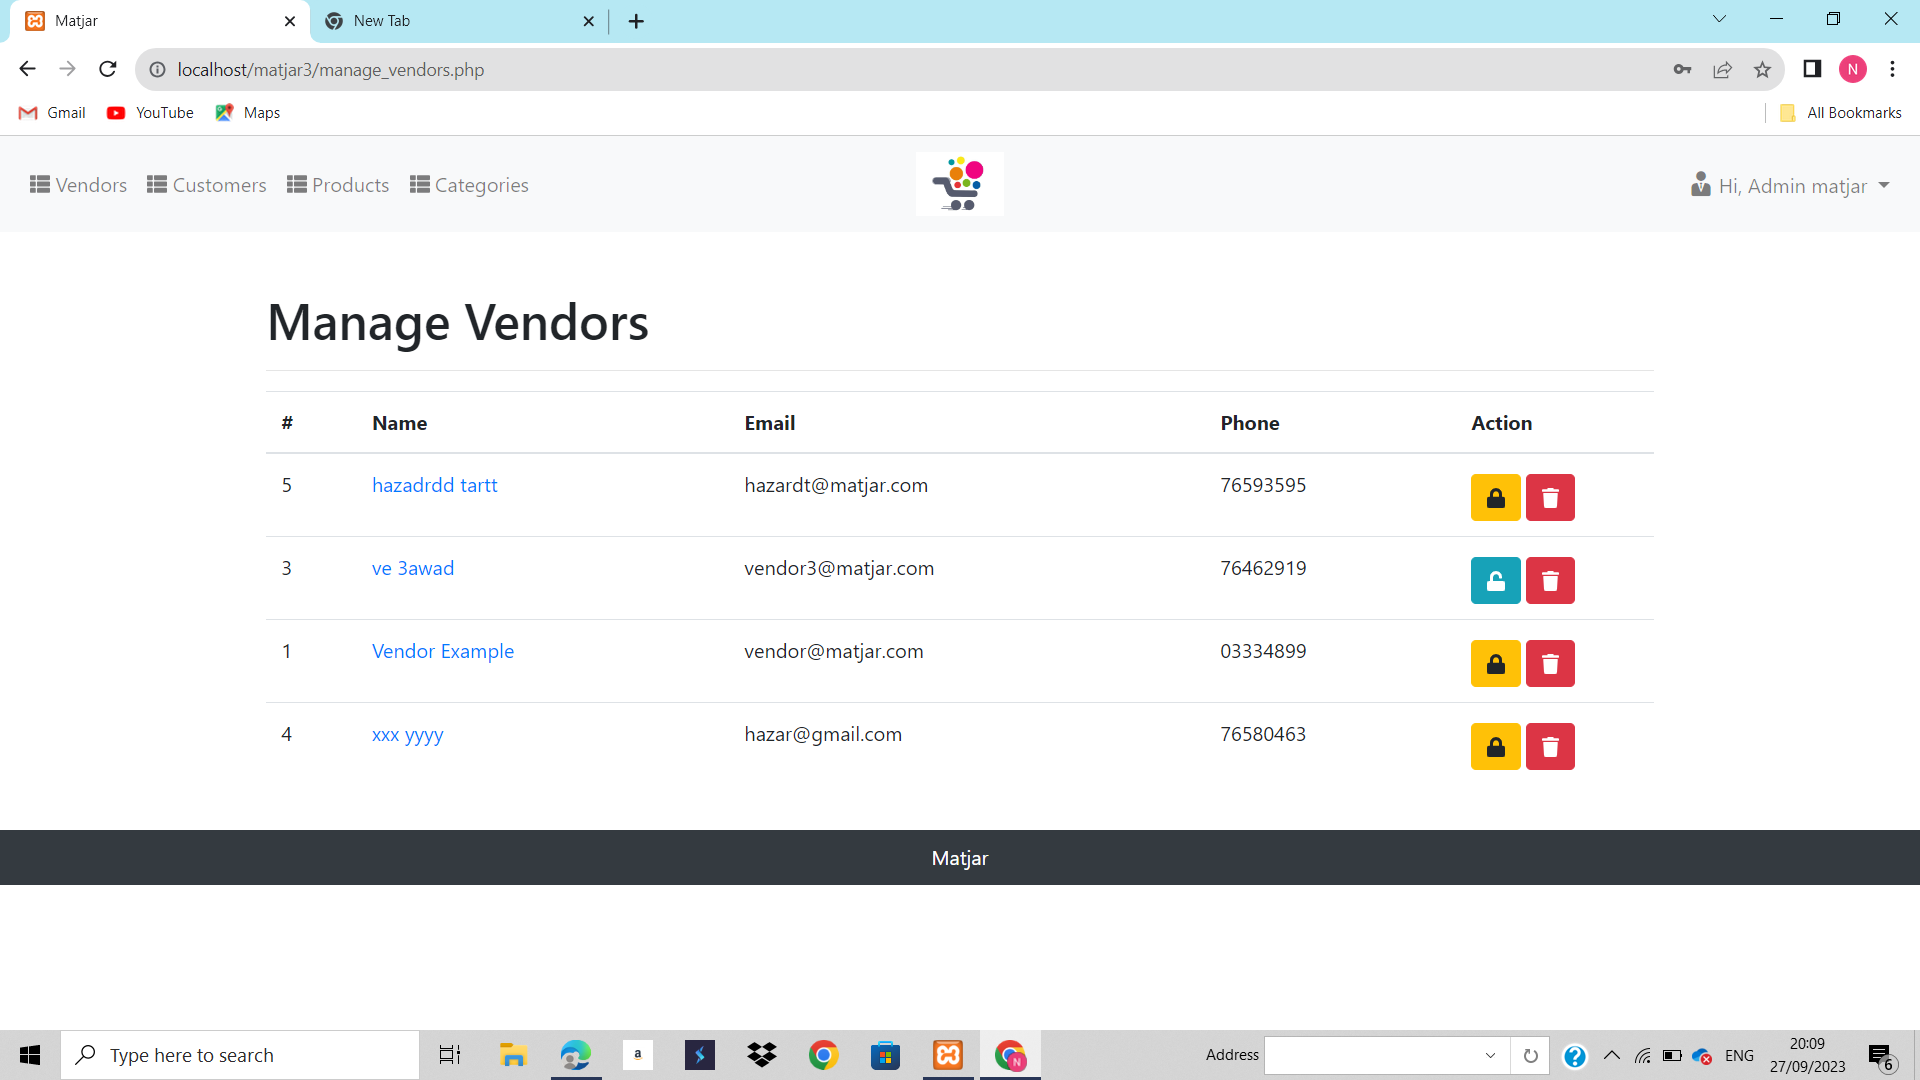 Matjar
New Tab
localhost/matjar3/manage_vendors.php
N
Gmail
YouTube
Maps
All Bookmarks
Vendors
Customers
Products
Categories
Hi, Admin matjar
Manage Vendors
# Name Email Phone Action
5 hazadrdd tartt hazardt@matjar.com 76593595
3 ve 3awad vendor3@matjar.com 76462919
1 Vendor Example vendor@matjar.com 03334899
4 xxx yyyy hazar@gmail.com 76580463
Matjar
Type here to search
a
N
Address
ENG
20:09
27/09/2023
6